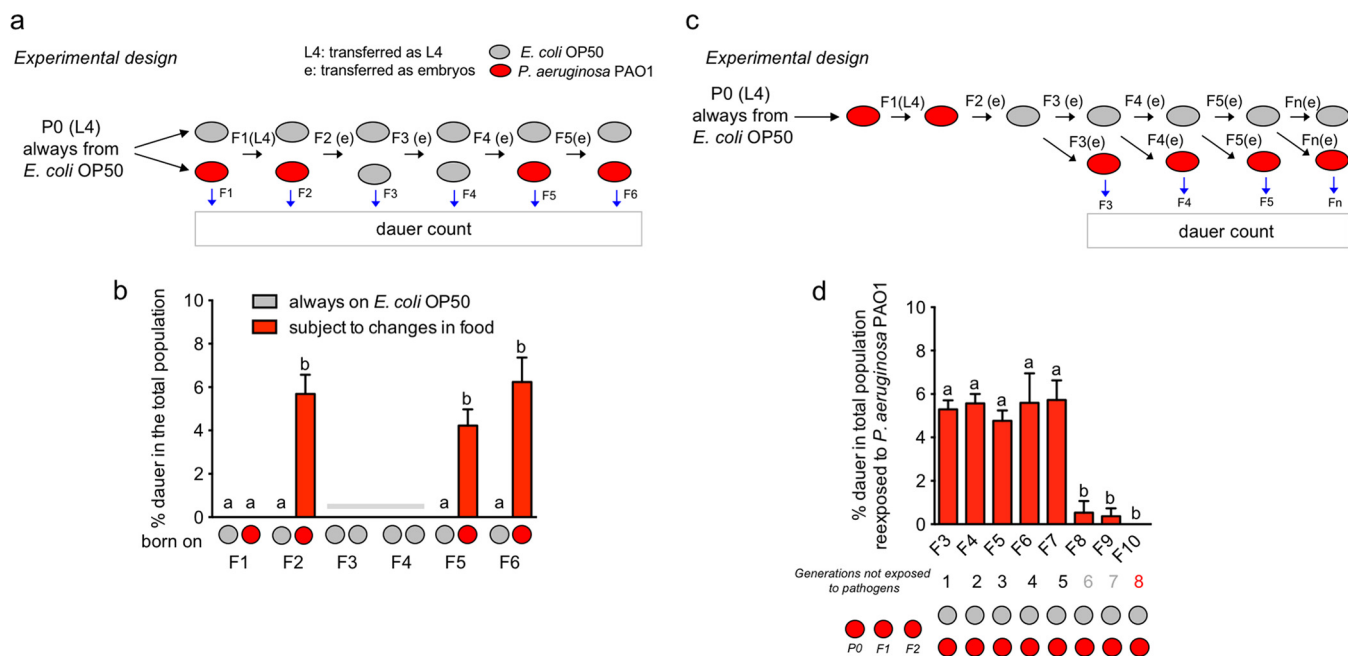 a
Experimental design
L4: transferred as L4
e: transferred as embryos
E. coli OP50
P. aeruginosa PAO1
P0 (L4)
always from
E. coli OP50
F1(L4) F2 (e) F3 (e) F4 (e) F5(e)
F1 F2 F3 F4 F5 F6
dauer count
b
% dauer in the total population
10
8
6
4
2
0
always on E. coli OP50
subject to changes in food
a a a b a b a b
born on
F1 F2 F3 F4 F5 F6
c
Experimental design
P0 (L4)
always from
E. coli OP50
F1(L4) F2 (e) F3 (e) F4 (e) F5(e) Fn(e)
F3(e) F4(e) F5(e) Fn(e)
F3 F4 F5 Fn
dauer count
d
% dauer in total population
reexposed to P. aeruginosa PAO1
10
8
6
4
2
0
a a a a a b b b
F3 F4 F5 F6 F7 F8 F9 F10
Generations not exposed
to pathogens
1 2 3 4 5 6 7 8
P0 F1 F2